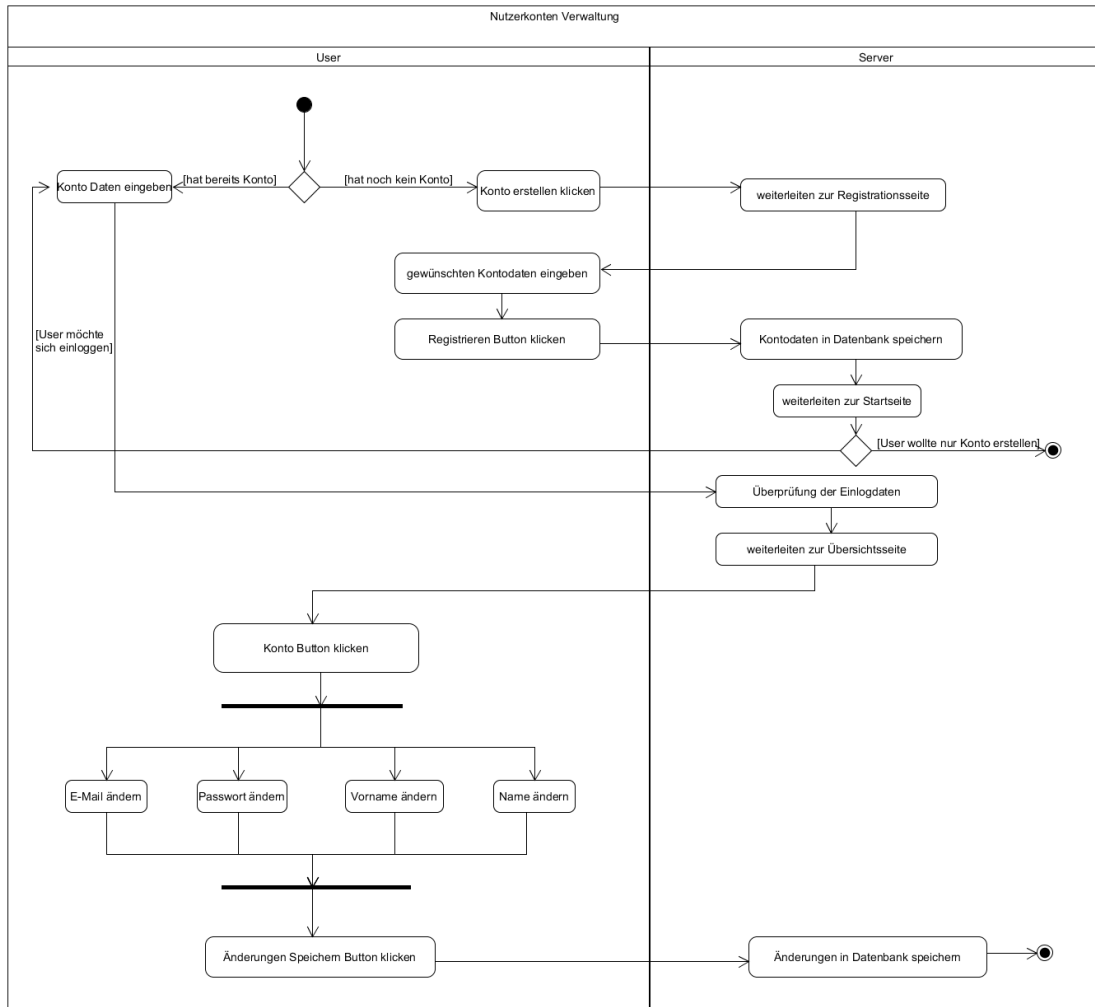 Nutzerkonten Verwaltung
User
Server
Konto Daten eingeben
[hat bereits Konto]
[hat noch kein Konto]
Konto erstellen klicken
weiterleiten zur Registrationsseite
gewünschten Kontodaten eingeben
[User möchte
sich einloggen]
Registrieren Button klicken
Kontodaten in Datenbank speichern
weiterleiten zur Startseite
[User wollte nur Konto erstellen]
Überprüfung der Einlogdaten
weiterleiten zur Übersichtsseite
Konto Button klicken
E-Mail ändern
Passwort ändern
Vorname ändern
Name ändern
Änderungen Speichern Button klicken
Änderungen in Datenbank speichern